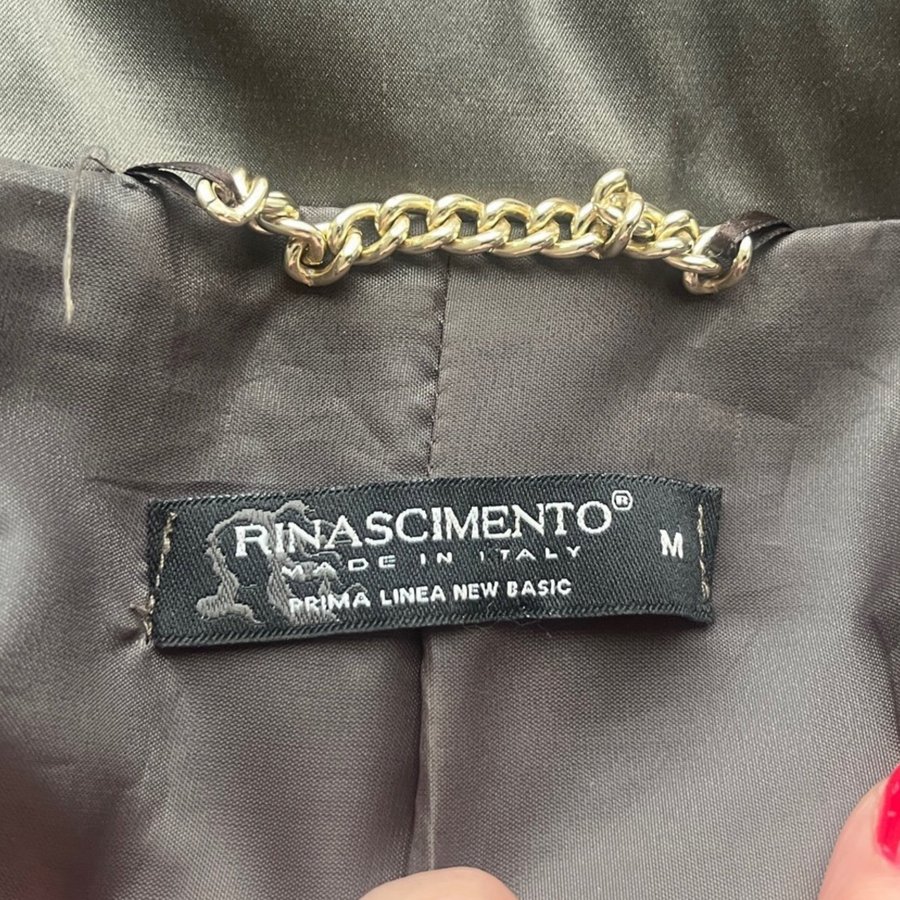 RINASCIMENTO®
MADE IN ITALY
PRIMA LINEA NEW BASIC
M